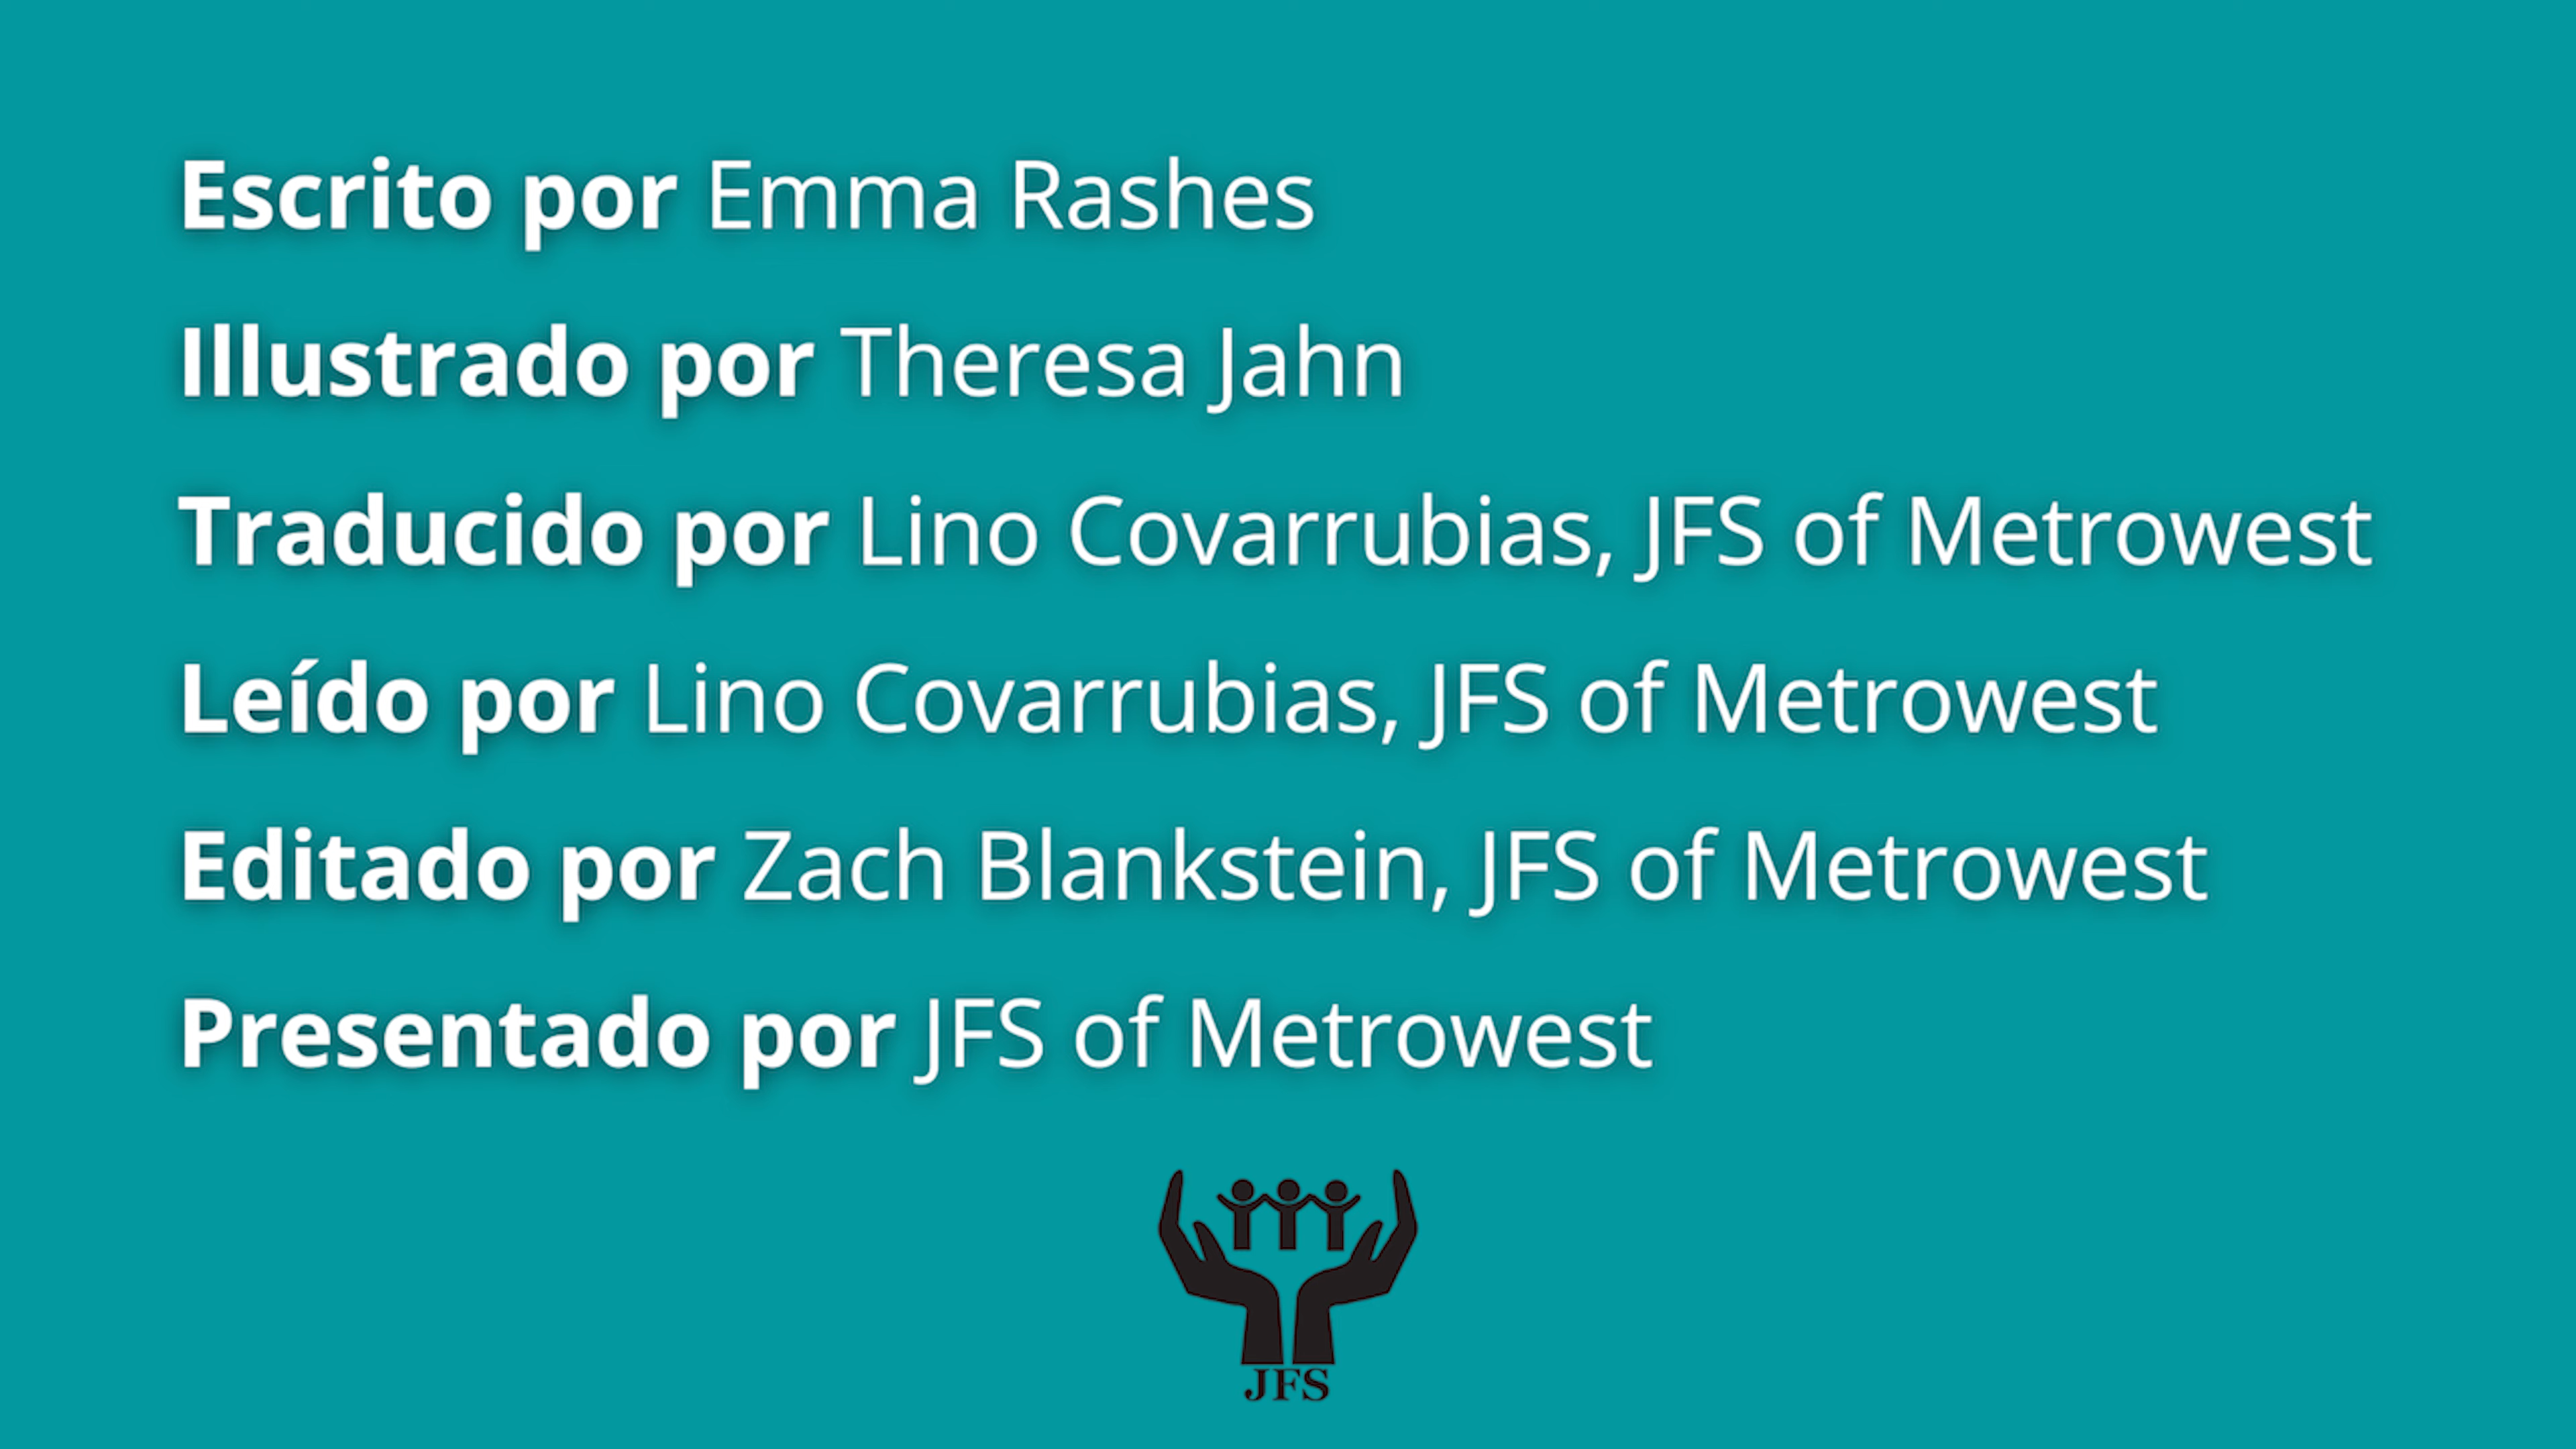 Escrito por Emma Rashes
Illustrado por Theresa Jahn
Traducido por Lino Covarrubias, JFS of Metrowest
Leído por Lino Covarrubias, JFS of Metrowest
Editado por Zach Blankstein, JFS of Metrowest
Presentado por JFS of Metrowest
JFS